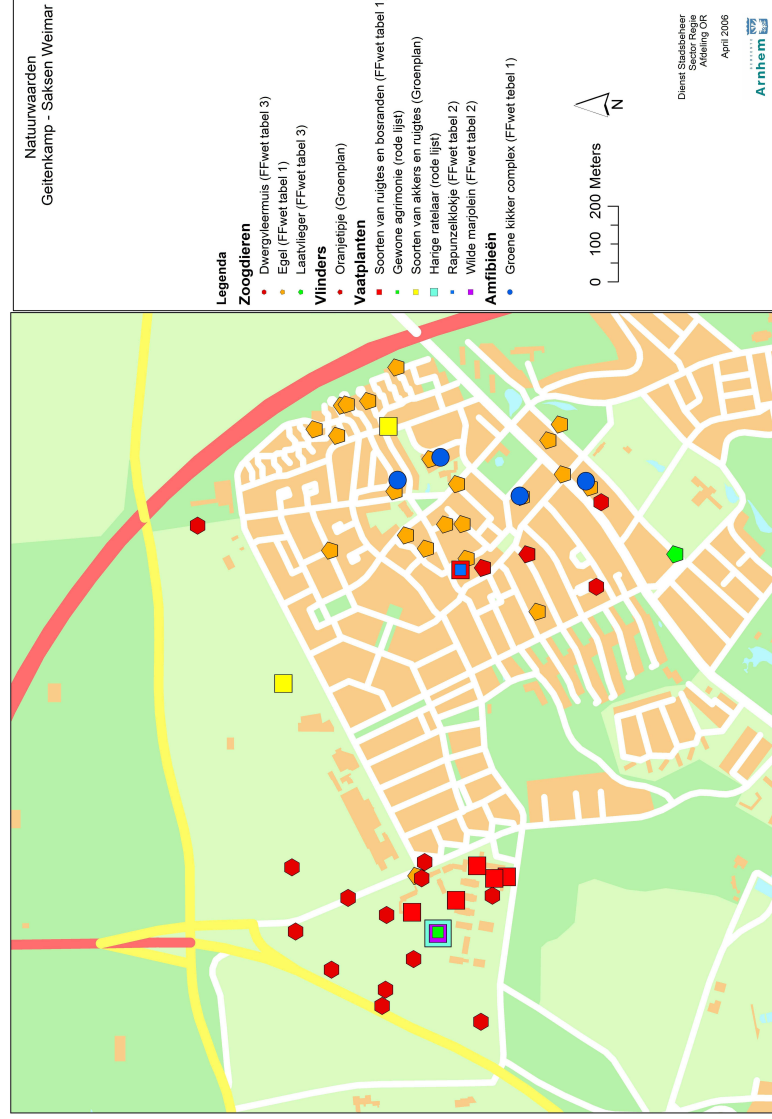 Natuurwaarden
Geitenkamp - Saksen Weimar
Legenda
Zoogdieren
Dwergvleermuis (FFwet tabel 3)
Egel (FFwet tabel 1)
Laatvlieger (FFwet tabel 3)
Vlinders
Oranjetipje (Groenplan)
Vaatplanten
Soorten van ruigtes en bosranden (FFwet tabel 1
Gewone agrimonie (rode lijst)
Soorten van akkers en ruigtes (Groenplan)
Harige ratelaar (rode lijst)
Rapunzelklokje (FFwet tabel 2)
Wilde marjolein (FFwet tabel 2)
Amfibieën
Groene kikker complex (FFwet tabel 1)
0 100 200 Meters
N
Dienst Stadsbeheer
Sector Regie
Afdeling OR
April 2006
GEMEENTE
Arnhem